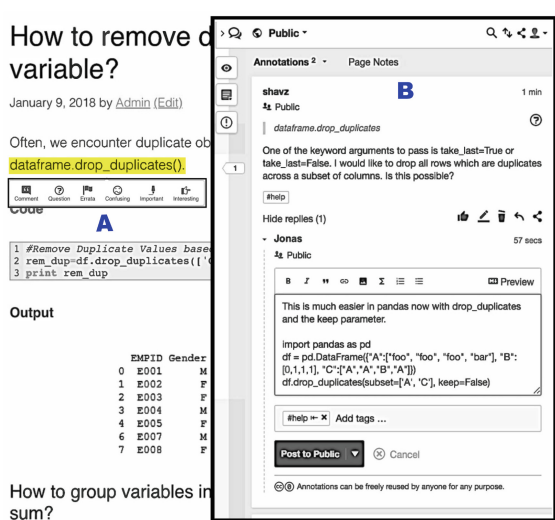 How to remove d
variable?
January 9, 2018 by Admin (Edit)
Often, we encounter duplicate ob
dataframe.drop_duplicates().
Comment Question Errata Confusing Important Interesting
A
Code
1 #Remove Duplicate Values based
2 rem_dup=df.drop_duplicates(['
3 print rem_dup
Output
EMPID Gender
0 E001 M
1 E002 F
2 E003 F
3 E004 M
4 E005 F
6 E007 M
7 E008 F
How to group variables in
sum?
Public
Annotations 2 Page Notes
B
shavz 1 min
Public
dataframe.drop_duplicates
One of the keyword arguments to pass is take_last=True or
take_last=False. I would like to drop all rows which are duplicates
across a subset of columns. Is this possible?
#help
Hide replies (1)
1
Jonas 57 secs
Public
B I " Σ Preview
This is much easier in pandas now with drop_duplicates
and the keep parameter.
import pandas as pd
df = pd.DataFrame({"A":["foo", "foo", "foo", "bar"], "B":
[0,1,1,1], "C":["A","A","B","A"]})
df.drop_duplicates(subset=['A', 'C'], keep=False)
#help Add tags ...
Post to Public Cancel
Annotations can be freely reused by anyone for any purpose.